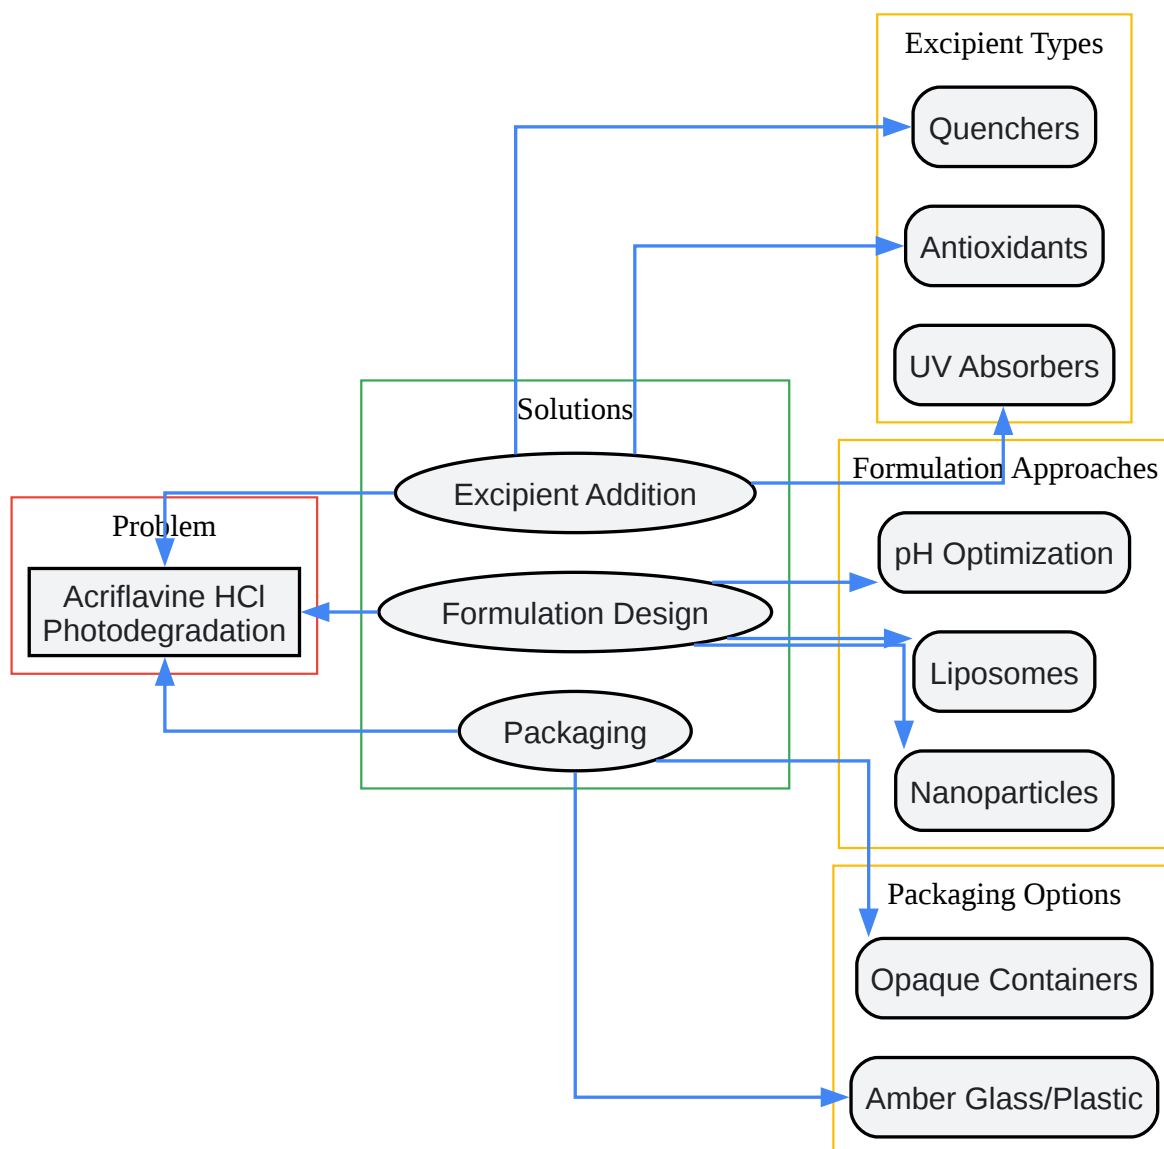 Excipient Types
Quenchers
Antioxidants
UV Absorbers
Solutions
Excipient Addition
Formulation Design
Packaging
Problem
Acriflavine HCl
Photodegradation
Formulation Approaches
pH Optimization
Liposomes
Nanoparticles
Packaging Options
Opaque Containers
Amber Glass/Plastic